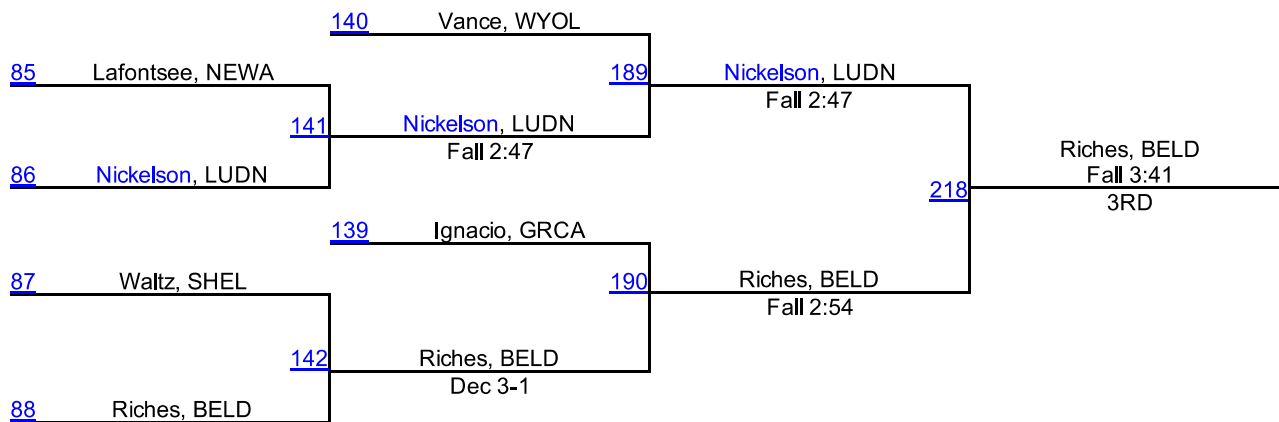 140 Vance, WYOL
85 Lafontsee, NEWA
189 Nickelson, LUDN
Fall 2:47
141 Nickelson, LUDN
Fall 2:47
86 Nickelson, LUDN
Riches, BELD
Fall 3:41
218
3RD
139 Ignacio, GRCA
87 Waltz, SHEL
190 Riches, BELD
Fall 2:54
142 Riches, BELD
Dec 3-1
88 Riches, BELD